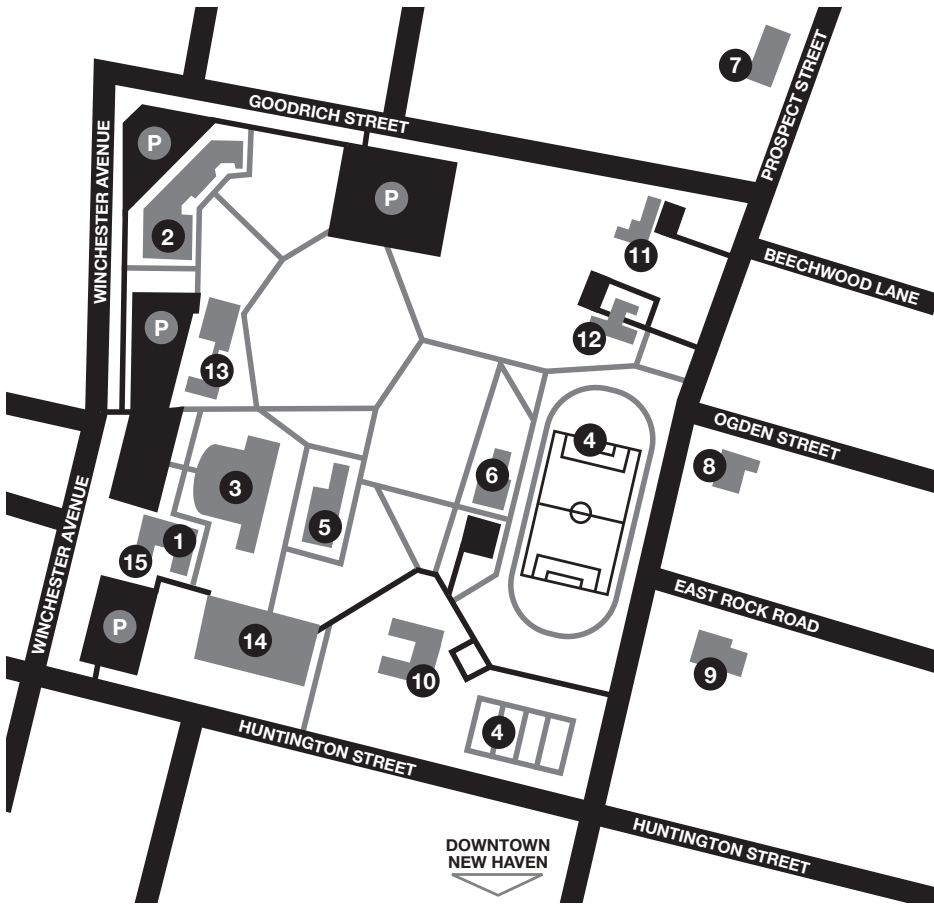 7
PROSPECT STREET
GOODRICH STREET
WINCHESTER AVENUE
P
P
2
11
BEECHWOOD LANE
P
12
13
OGDEN STREET
4
8
6
3
5
1
15
WINCHESTER AVENUE
EAST ROCK ROAD
P
14
10
9
4
HUNTINGTON STREET
HUNTINGTON STREET
DOWNTOWN
NEW HAVEN